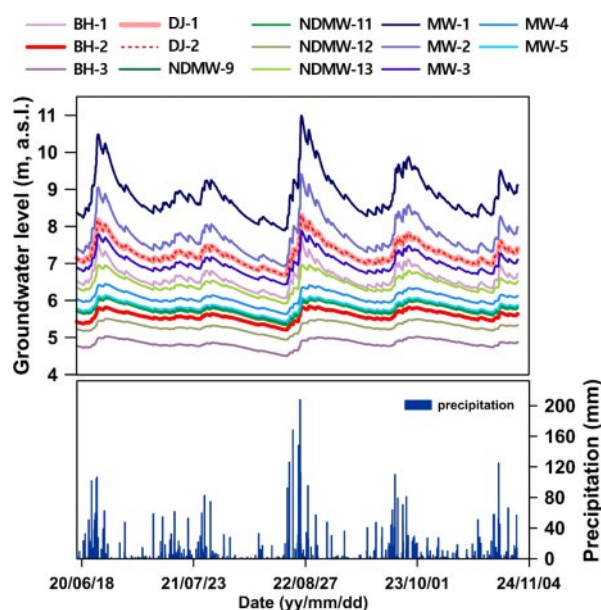 BH-1 DJ-1 NDMW-11 MW-1 MW-4
BH-2 DJ-2 NDMW-12 MW-2 MW-5
BH-3 NDMW-9 NDMW-13 MW-3
Groundwater level (m, a.s.l.)
11
10
9
8
7
6
5
4
precipitation
200
160
120
80
40
0
Precipitation (mm)
20/06/18 21/07/23 22/08/27 23/10/01 24/11/04
Date (yy/mm/dd)